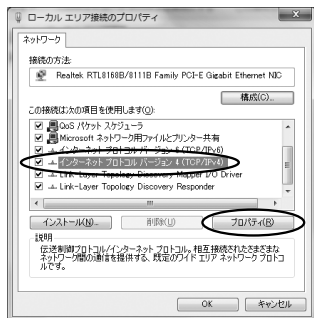 ローカル エリア接続のプロパティ
ネットワーク
接続の方法:
Realtek RTL8168B/8111B Family PCI-E Gigabit Ethernet NIC
構成(C)...
この接続は次の項目を使用します(O):
QoS パケット スケジューラ
Microsoft ネットワーク用ファイルとプリンター共有
インターネット プロトコル バージョン 6 (TCP/IPv6)
インターネット プロトコル バージョン 4 (TCP/IPv4)
Link-Layer Topology Discovery Mapper I/O Driver
Link-Layer Topology Discovery Responder
インストール(N)...
削除(U)
プロパティ(R)
説明
伝送制御プロトコル/インターネット プロトコル。相互接続されたさまざまな
ネットワーク間の通信を提供する、既定のワイド エリア ネットワーク プロトコ
ルです。
OK
キャンセル